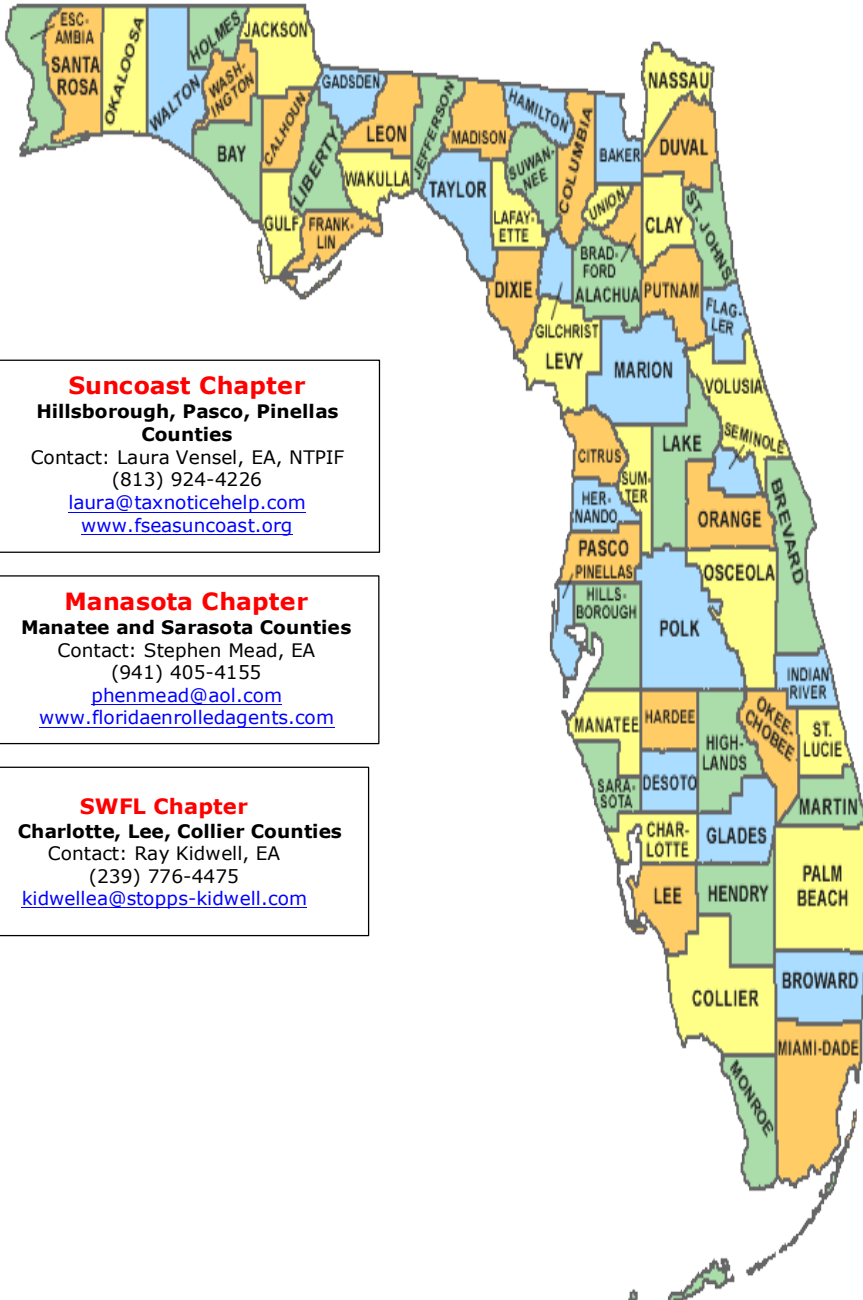 ESC-
AMBIA
SANTA
ROSA
OKALOOSA
WALTON
HOLMES
JACKSON
WASH-
INGTON
BAY
CALHOUN
GULF
LIBERTY
GADSDEN
FRANK-
LIN
LEON
WAKULLA
JEFFERSON
MADISON
TAYLOR
HAMILTON
SUWAN-
NEE
LAFAY-
ETTE
COLUMBIA
DIXIE
BAKER
NASSAU
DUVAL
UNION
CLAY
ST. JOHNS
BRAD-
FORD
ALACHUA
PUTNAM
FLAG-
LER
GILCHRIST
LEVY
MARION
VOLUSIA
CITRUS
SUM-
TER
LAKE
SEMINOLE
HER-
NANDO
ORANGE
BREVARD
PASCO
PINELLAS
HILLS-
BOROUGH
POLK
OSCEOLA
INDIAN
RIVER
MANATEE
HARDEE
HIGH-
LANDS
OKEE-
CHOBEE
ST.
LUCIE
SARA-
SOTA
DESOTO
MARTIN
CHAR-
LOTTE
GLADES
LEE
HENDRY
PALM
BEACH
COLLIER
BROWARD
MIAMI-DADE
MONROE
Suncoast Chapter
Hillsborough, Pasco, Pinellas
Counties
Contact: Laura Vensel, EA, NTPIF
(813) 924-4226
laura@taxnoticehelp.com
www.fseasuncoast.org
Manasota Chapter
Manatee and Sarasota Counties
Contact: Stephen Mead, EA
(941) 405-4155
phenmead@aol.com
www.floridaenrolledagents.com
SWFL Chapter
Charlotte, Lee, Collier Counties
Contact: Ray Kidwell, EA
(239) 776-4475
kidwellea@stopps-kidwell.com